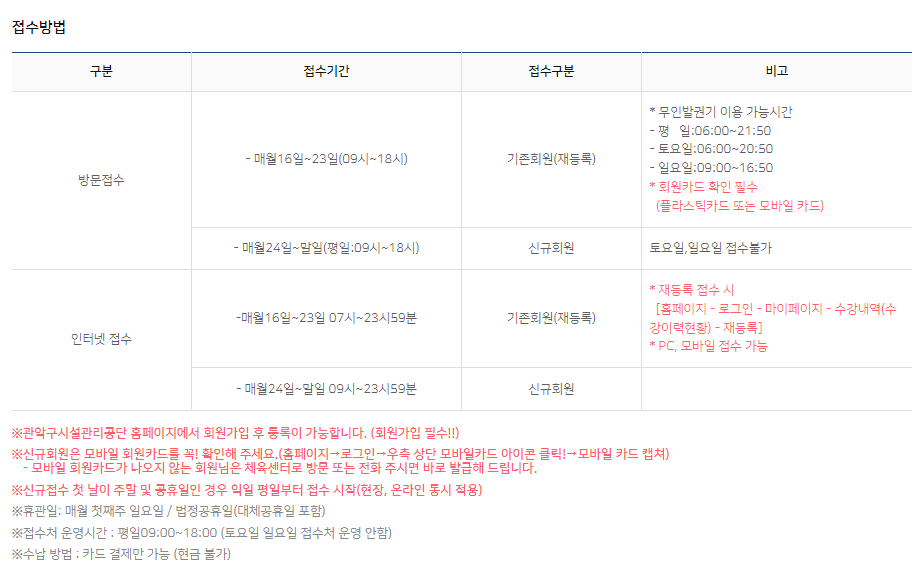 접수방법
구분 접수기간 접수구분 비고
방문접수
- 매월16일~23일(09시~18시)
기존회원(재등록)
* 무인발권기 이용 가능시간
- 평 일:06:00~21:50
- 토요일:06:00~20:50
- 일요일:09:00~16:50
* 회원카드 확인 필수
(플라스틱카드 또는 모바일 카드)
- 매월24일~말일(평일:09시~18시)
신규회원
토요일,일요일 접수불가
인터넷 접수
-매월16일~23일 07시~23시59분
기존회원(재등록)
* 재등록 접수 시
[홈페이지 - 로그인 - 마이페이지 - 수강내역(수
강이력현황) - 재등록]
* PC, 모바일 접수 가능
- 매월24일~말일 09시~23시59분
신규회원
※관악구시설관리공단 홈페이지에서 회원가입 후 등록이 가능합니다. (회원가입 필수!!)
※신규회원은 모바일 회원카드를 꼭! 확인해 주세요.(홈페이지→로그인→우측 상단 모바일카드 아이콘 클릭!→모바일 카드 캡쳐)
- 모바일 회원카드가 나오지 않는 회원님은 체육센터로 방문 또는 전화 주시면 바로 발급해 드립니다.
※신규접수 첫 날이 주말 및 공휴일인 경우 익일 평일부터 접수 시작(현장, 온라인 동시 적용)
※휴관일: 매월 첫째주 일요일 / 법정공휴일(대체공휴일 포함)
※접수처 운영시간 : 평일09:00~18:00 (토요일 일요일 접수처 운영 안함)
※수납 방법 : 카드 결제만 가능 (현금 불가)